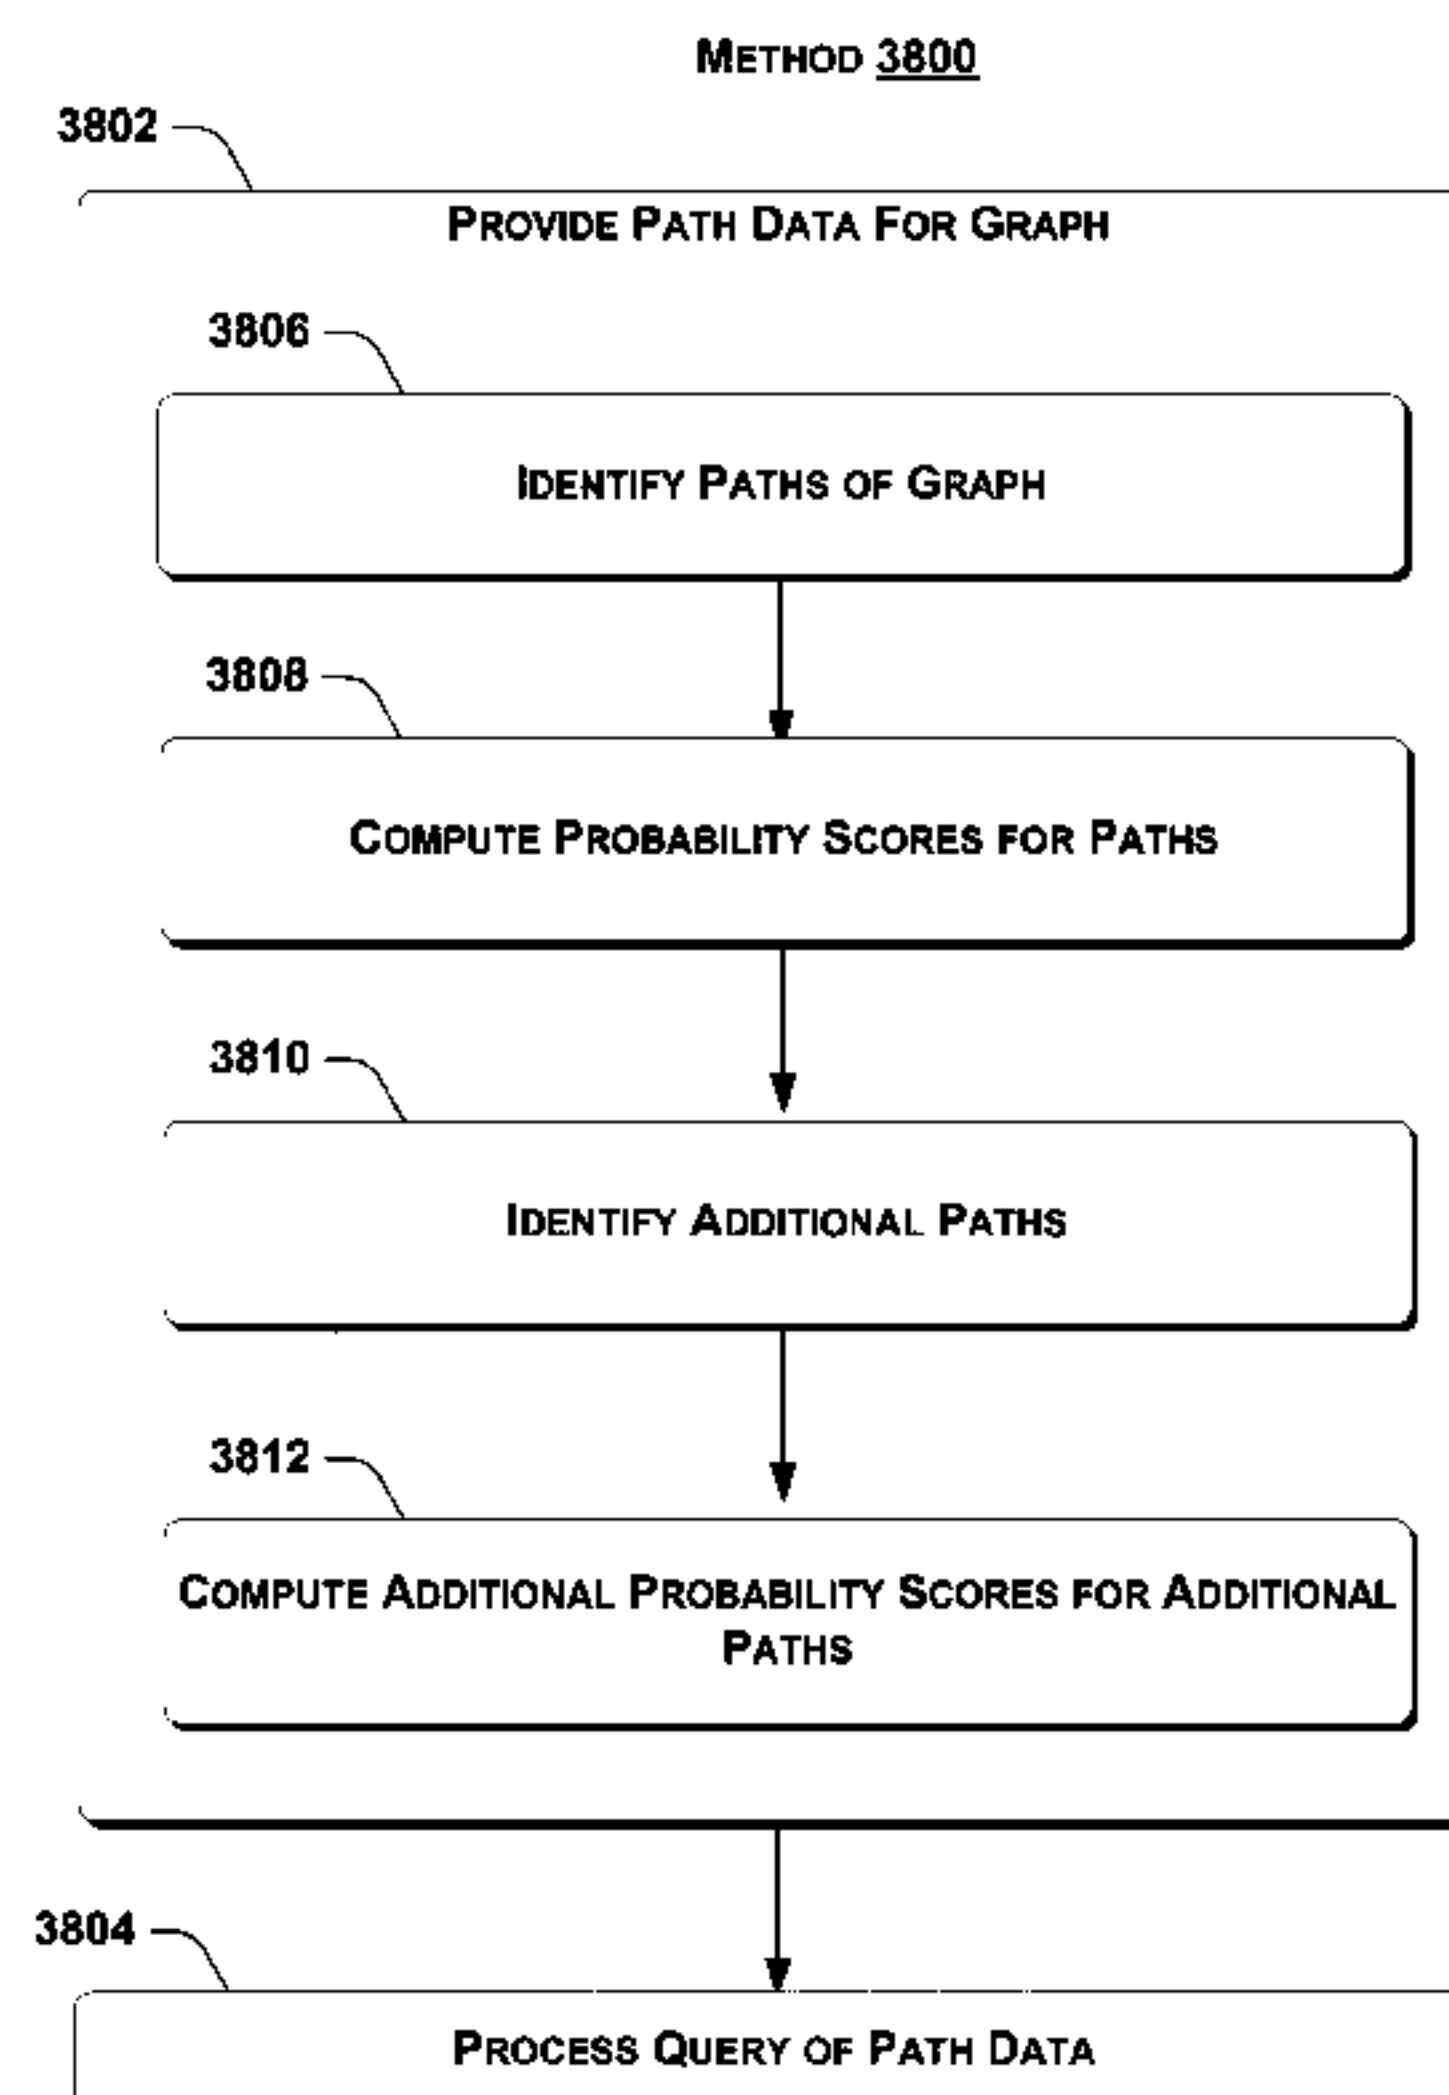 METHOD 3800
3802
PROVIDE PATH DATA FOR GRAPH
3806
IDENTIFY PATHS OF GRAPH
3808
COMPUTE PROBABILITY SCORES FOR PATHS
3810
IDENTIFY ADDITIONAL PATHS
3812
COMPUTE ADDITIONAL PROBABILITY SCORES FOR ADDITIONAL
PATHS
3804
PROCESS QUERY OF PATH DATA